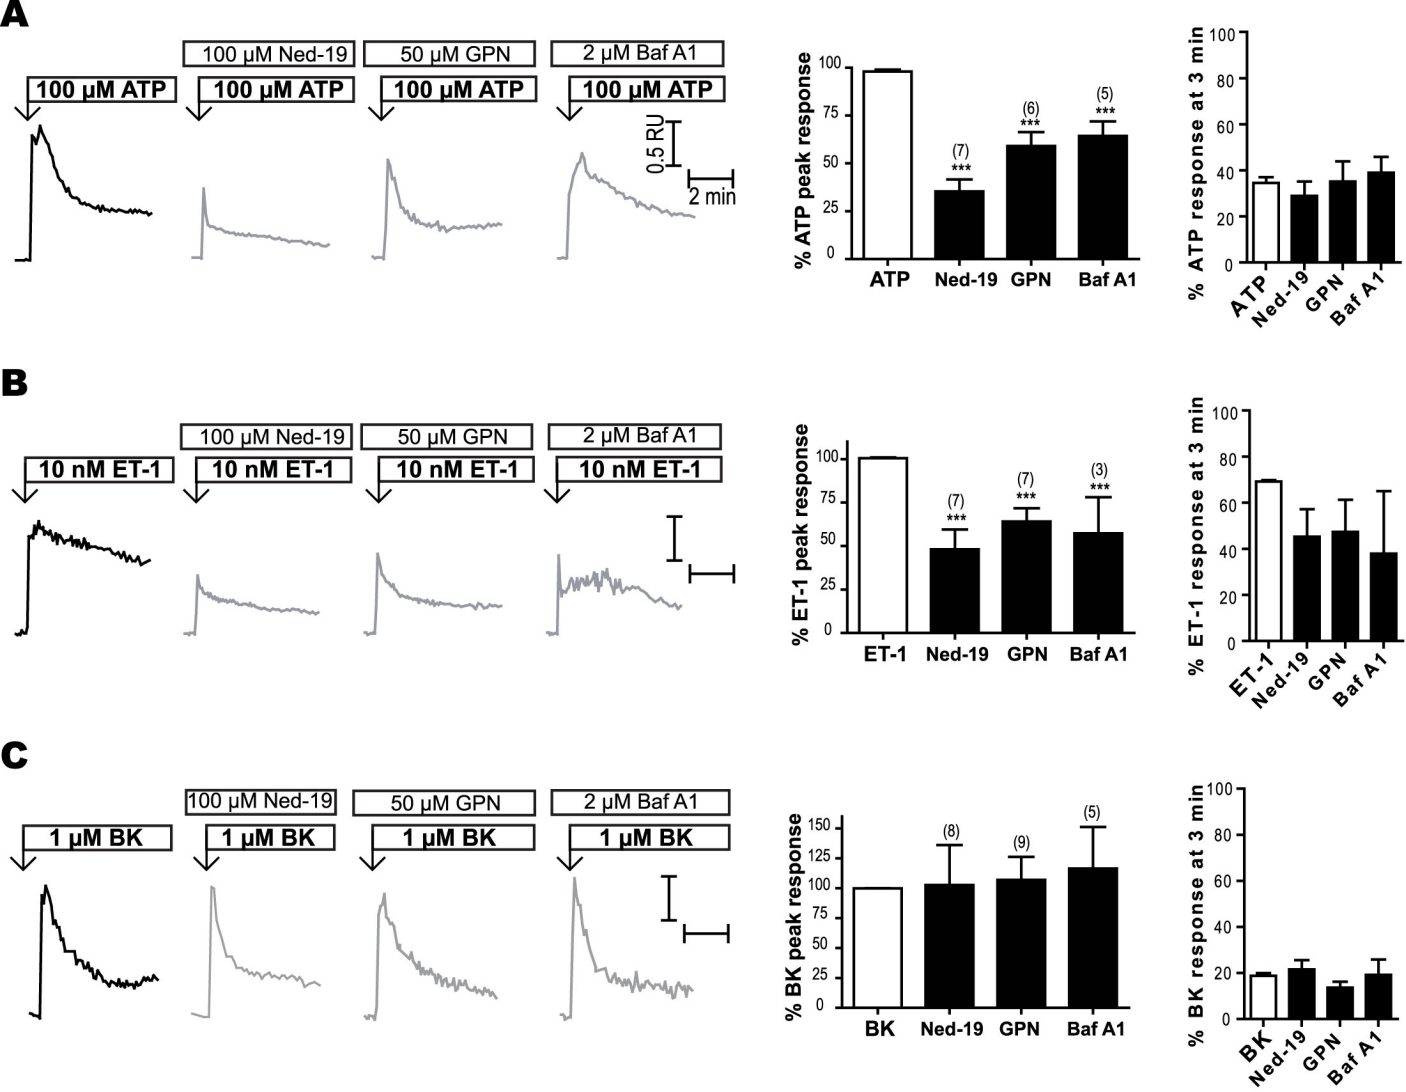 A
100 µM Ned-19
50 µM GPN
2 µM Baf A1
100 µM ATP
100 µM ATP
100 µM ATP
100 µM ATP
0.5 RU
2 min
% ATP peak response
100
75
50
25
0
(7)
***
(6)
***
(5)
***
ATP
Ned-19
GPN
Baf A1
% ATP response at 3 min
100
80
60
40
20
0
ATP
Ned-19
GPN
Baf A1
B
100 µM Ned-19
50 µM GPN
2 µM Baf A1
10 nM ET-1
10 nM ET-1
10 nM ET-1
10 nM ET-1
% ET-1 peak response
100
75
50
25
0
(7)
***
(7)
***
(3)
***
ET-1
Ned-19
GPN
Baf A1
% ET-1 response at 3 min
100
80
60
40
20
0
ET-1
Ned-19
GPN
Baf A1
C
100 µM Ned-19
50 µM GPN
2 µM Baf A1
1 µM BK
1 µM BK
1 µM BK
1 µM BK
% BK peak response
150
125
100
75
50
25
0
(8)
(9)
(5)
BK
Ned-19
GPN
Baf A1
% BK response at 3 min
100
80
60
40
20
0
BK
Ned-19
GPN
Baf A1